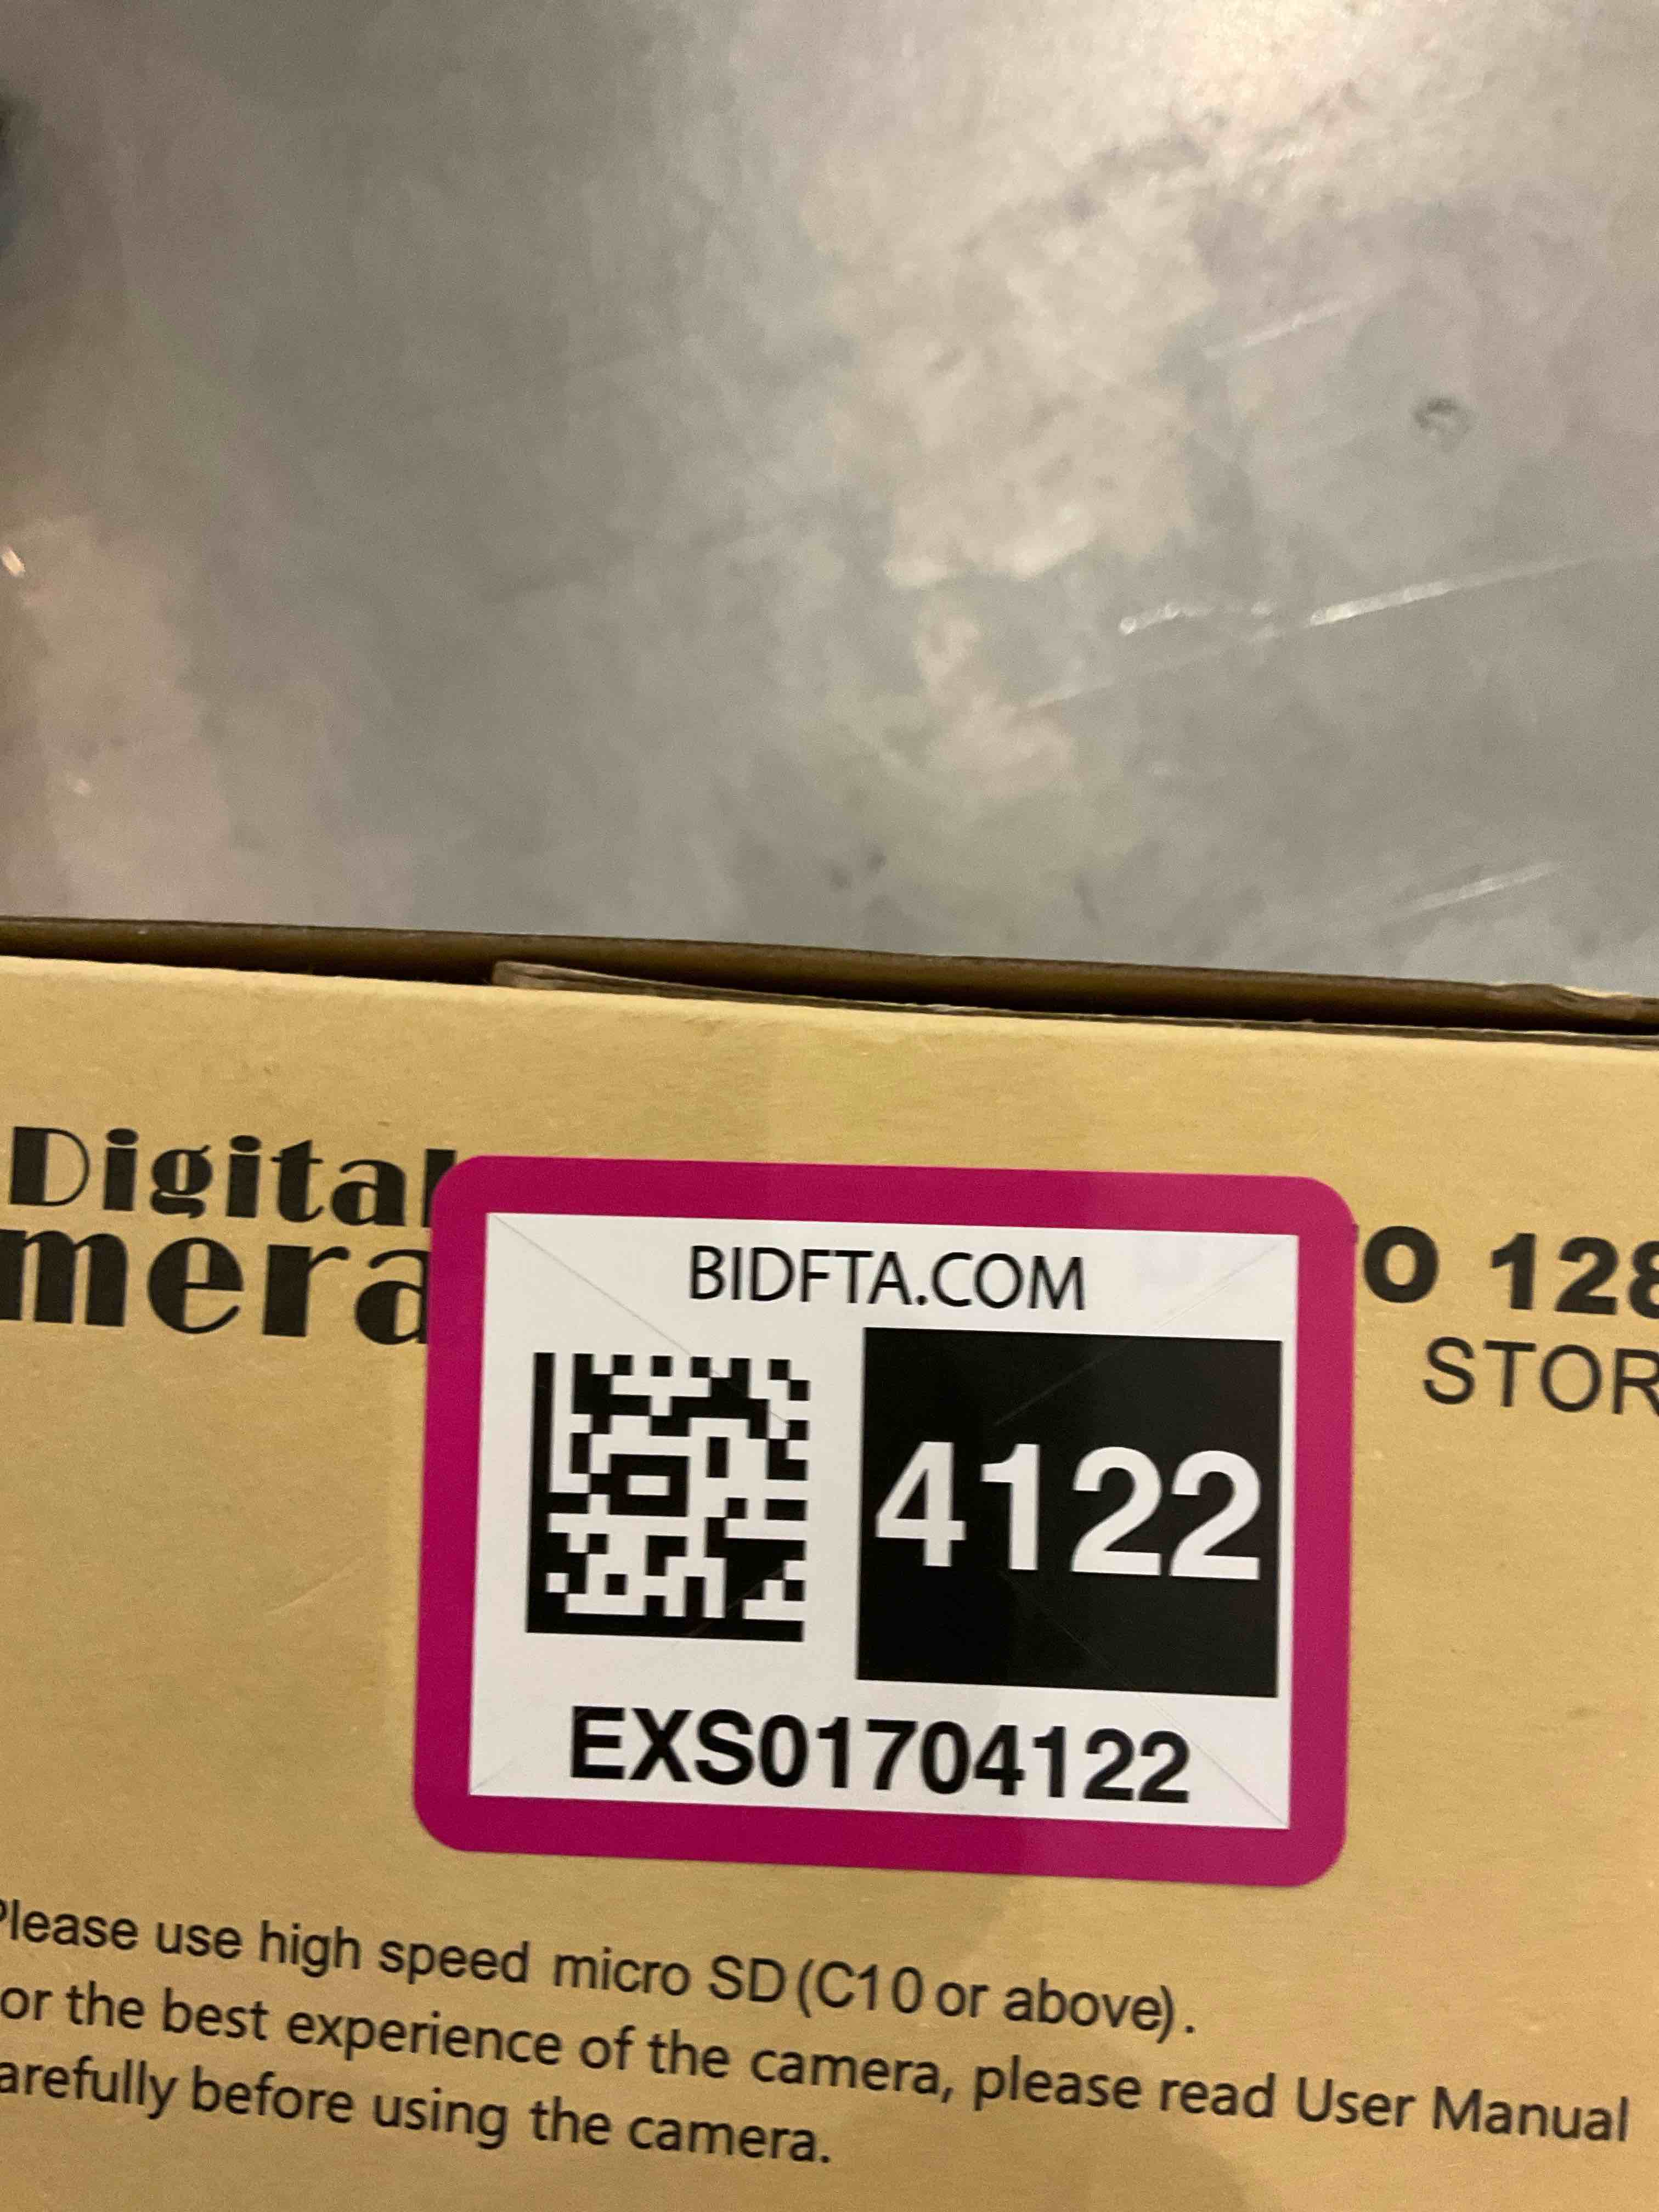 Digital
mera
O 128
STOR
BIDFTA.COM
4122
EXS01704122
Please use high speed micro SD(C10 or above).
or the best experience of the camera, please read User Manual
arefully before using the camera.